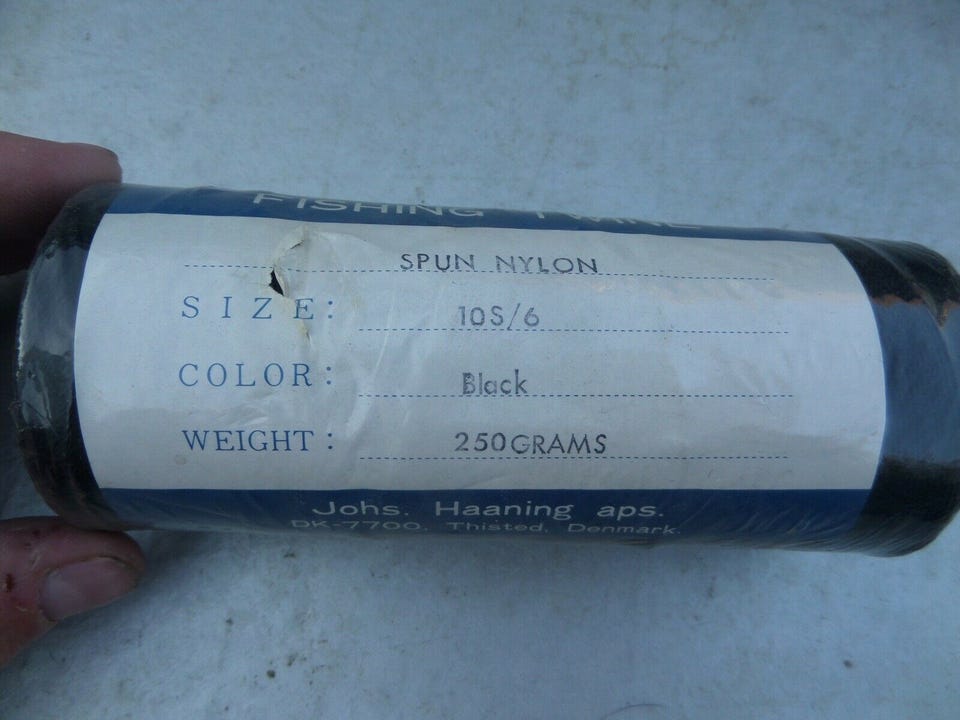 FISHING TWINE
SPUN NYLON
SIZE: 10S/6
COLOR: Black
WEIGHT: 250GRAMS
Johs. Haaning aps.
DK-7700, Thisted, Denmark.